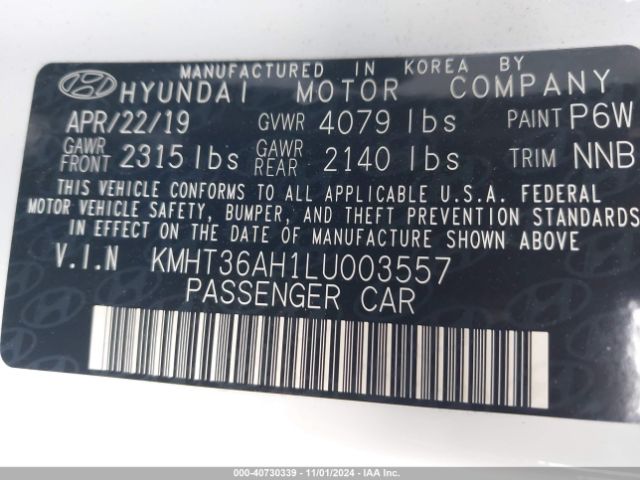 MANUFACTURED IN KOREA BY
HYUNDAI MOTOR COMPANY
APR/22/19 GVWR 4079 lbs PAINT P6W
GAWR FRONT 2315 lbs GAWR REAR 2140 lbs TRIM NNB
THIS VEHICLE CONFORMS TO ALL APPLICABLE U.S.A. FEDERAL
MOTOR VEHICLE SAFETY, BUMPER, AND THEFT PREVENTION STANDARDS
IN EFFECT ON THE DATE OF MANUFACTURE SHOWN ABOVE
V.I.N KMHT36AH1LU003557
PASSENGER CAR
000-40730339 - 11/01/2024 - IAA